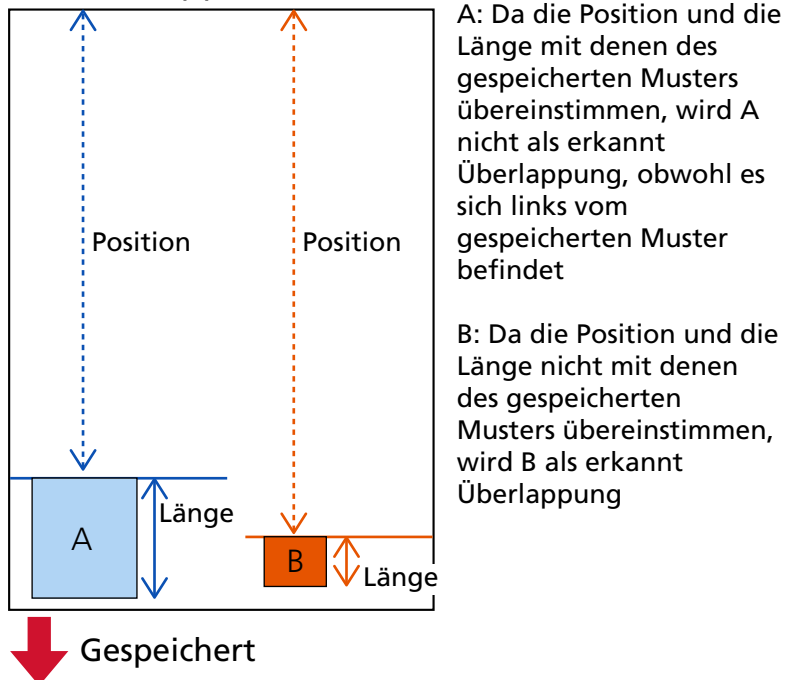 Position
Position
Länge
A
B
Länge
Gespeichert
A: Da die Position und die
Länge mit denen des
gespeicherten Musters
übereinstimmen, wird A
nicht als erkannt
Überlappung, obwohl es
sich links vom
gespeicherten Muster
befindet
B: Da die Position und die
Länge nicht mit denen
des gespeicherten
Musters übereinstimmen,
wird B als erkannt
Überlappung